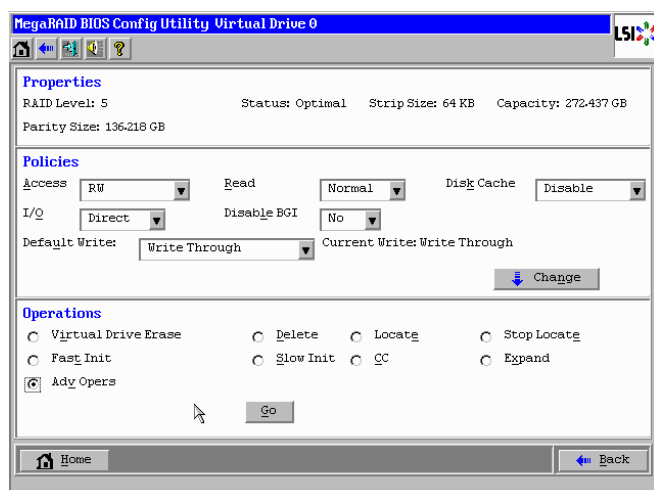 MegaRAID BIOS Config Utility Virtual Drive 0
LSI
Properties
RAID Level: 5 Status: Optimal Strip Size: 64 KB Capacity: 272.437 GB
Parity Size: 136.218 GB
Policies
Access RW Read Normal Disk Cache Disable
I/O Direct Disable BGI No
Default Write: Write Through Current Write: Write Through
Change
Operations
Virtual Drive Erase Delete Locate Stop Locate
Fast Init Slow Init CC Expand
Adv Opers
Go
Home Back